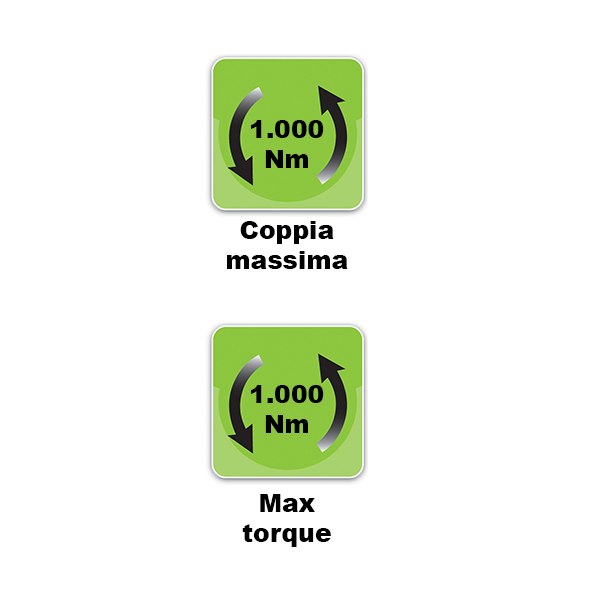 1.000
Nm
Coppia
massima
1.000
Nm
Max
torque